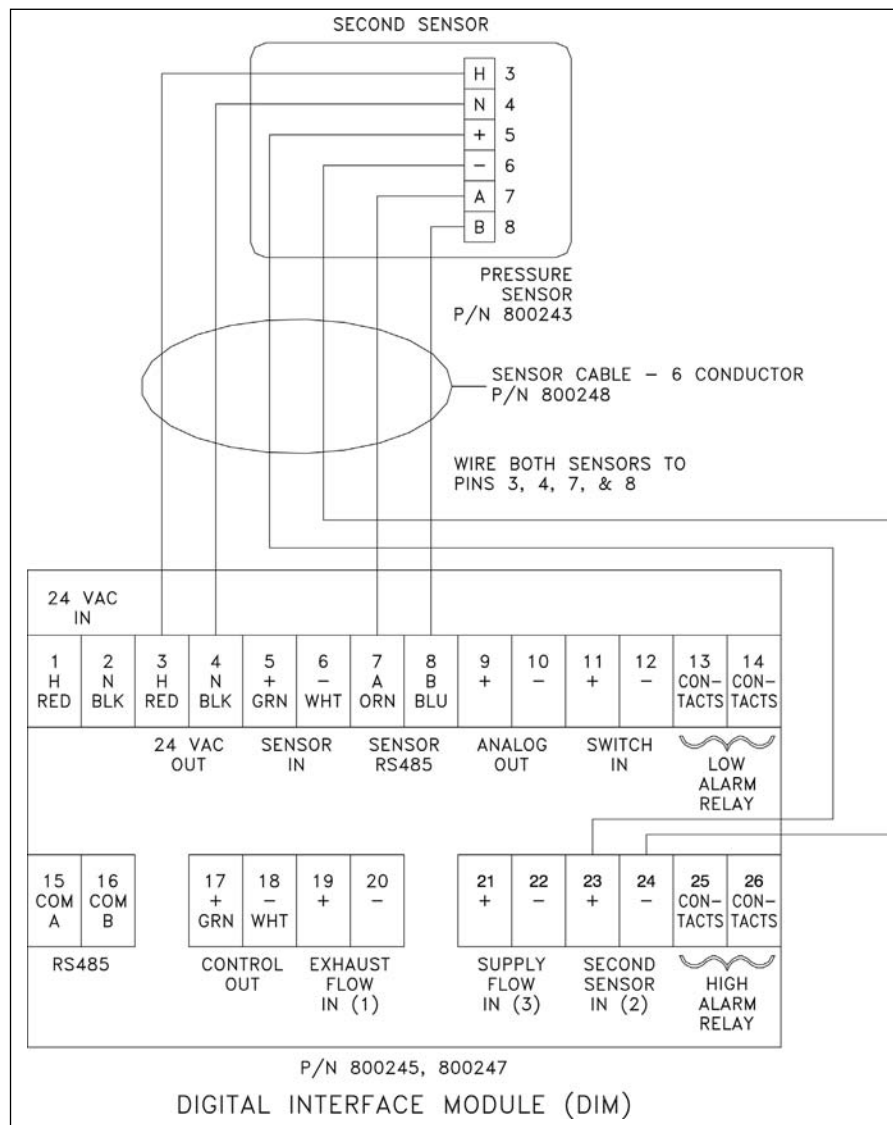 SECOND SENSOR
H 3
N 4
+ 5
− 6
A 7
B 8
PRESSURE
SENSOR
P/N 800243
SENSOR CABLE − 6 CONDUCTOR
P/N 800248
WIRE BOTH SENSORS TO
PINS 3, 4, 7, & 8
24 VAC
IN
1 2 3 4 5 6 7 8 9 10 11 12 13 14
H N H N + − A B + − + − CON- CON-
RED BLK RED BLK GRN WHT ORN BLU TACTS TACTS
24 VAC
OUT
SENSOR
IN
SENSOR
RS485
ANALOG
OUT
SWITCH
IN
LOW
ALARM
RELAY
15 16 17 18 19 20 21 22 23 24 25 26
COM COM + − + − + − + − CON- CON-
A B GRN WHT TACTS TACTS
RS485
CONTROL
OUT
EXHAUST
FLOW
IN (1)
SUPPLY
FLOW
IN (3)
SECOND
SENSOR
IN (2)
HIGH
ALARM
RELAY
P/N 800245, 800247
DIGITAL INTERFACE MODULE (DIM)